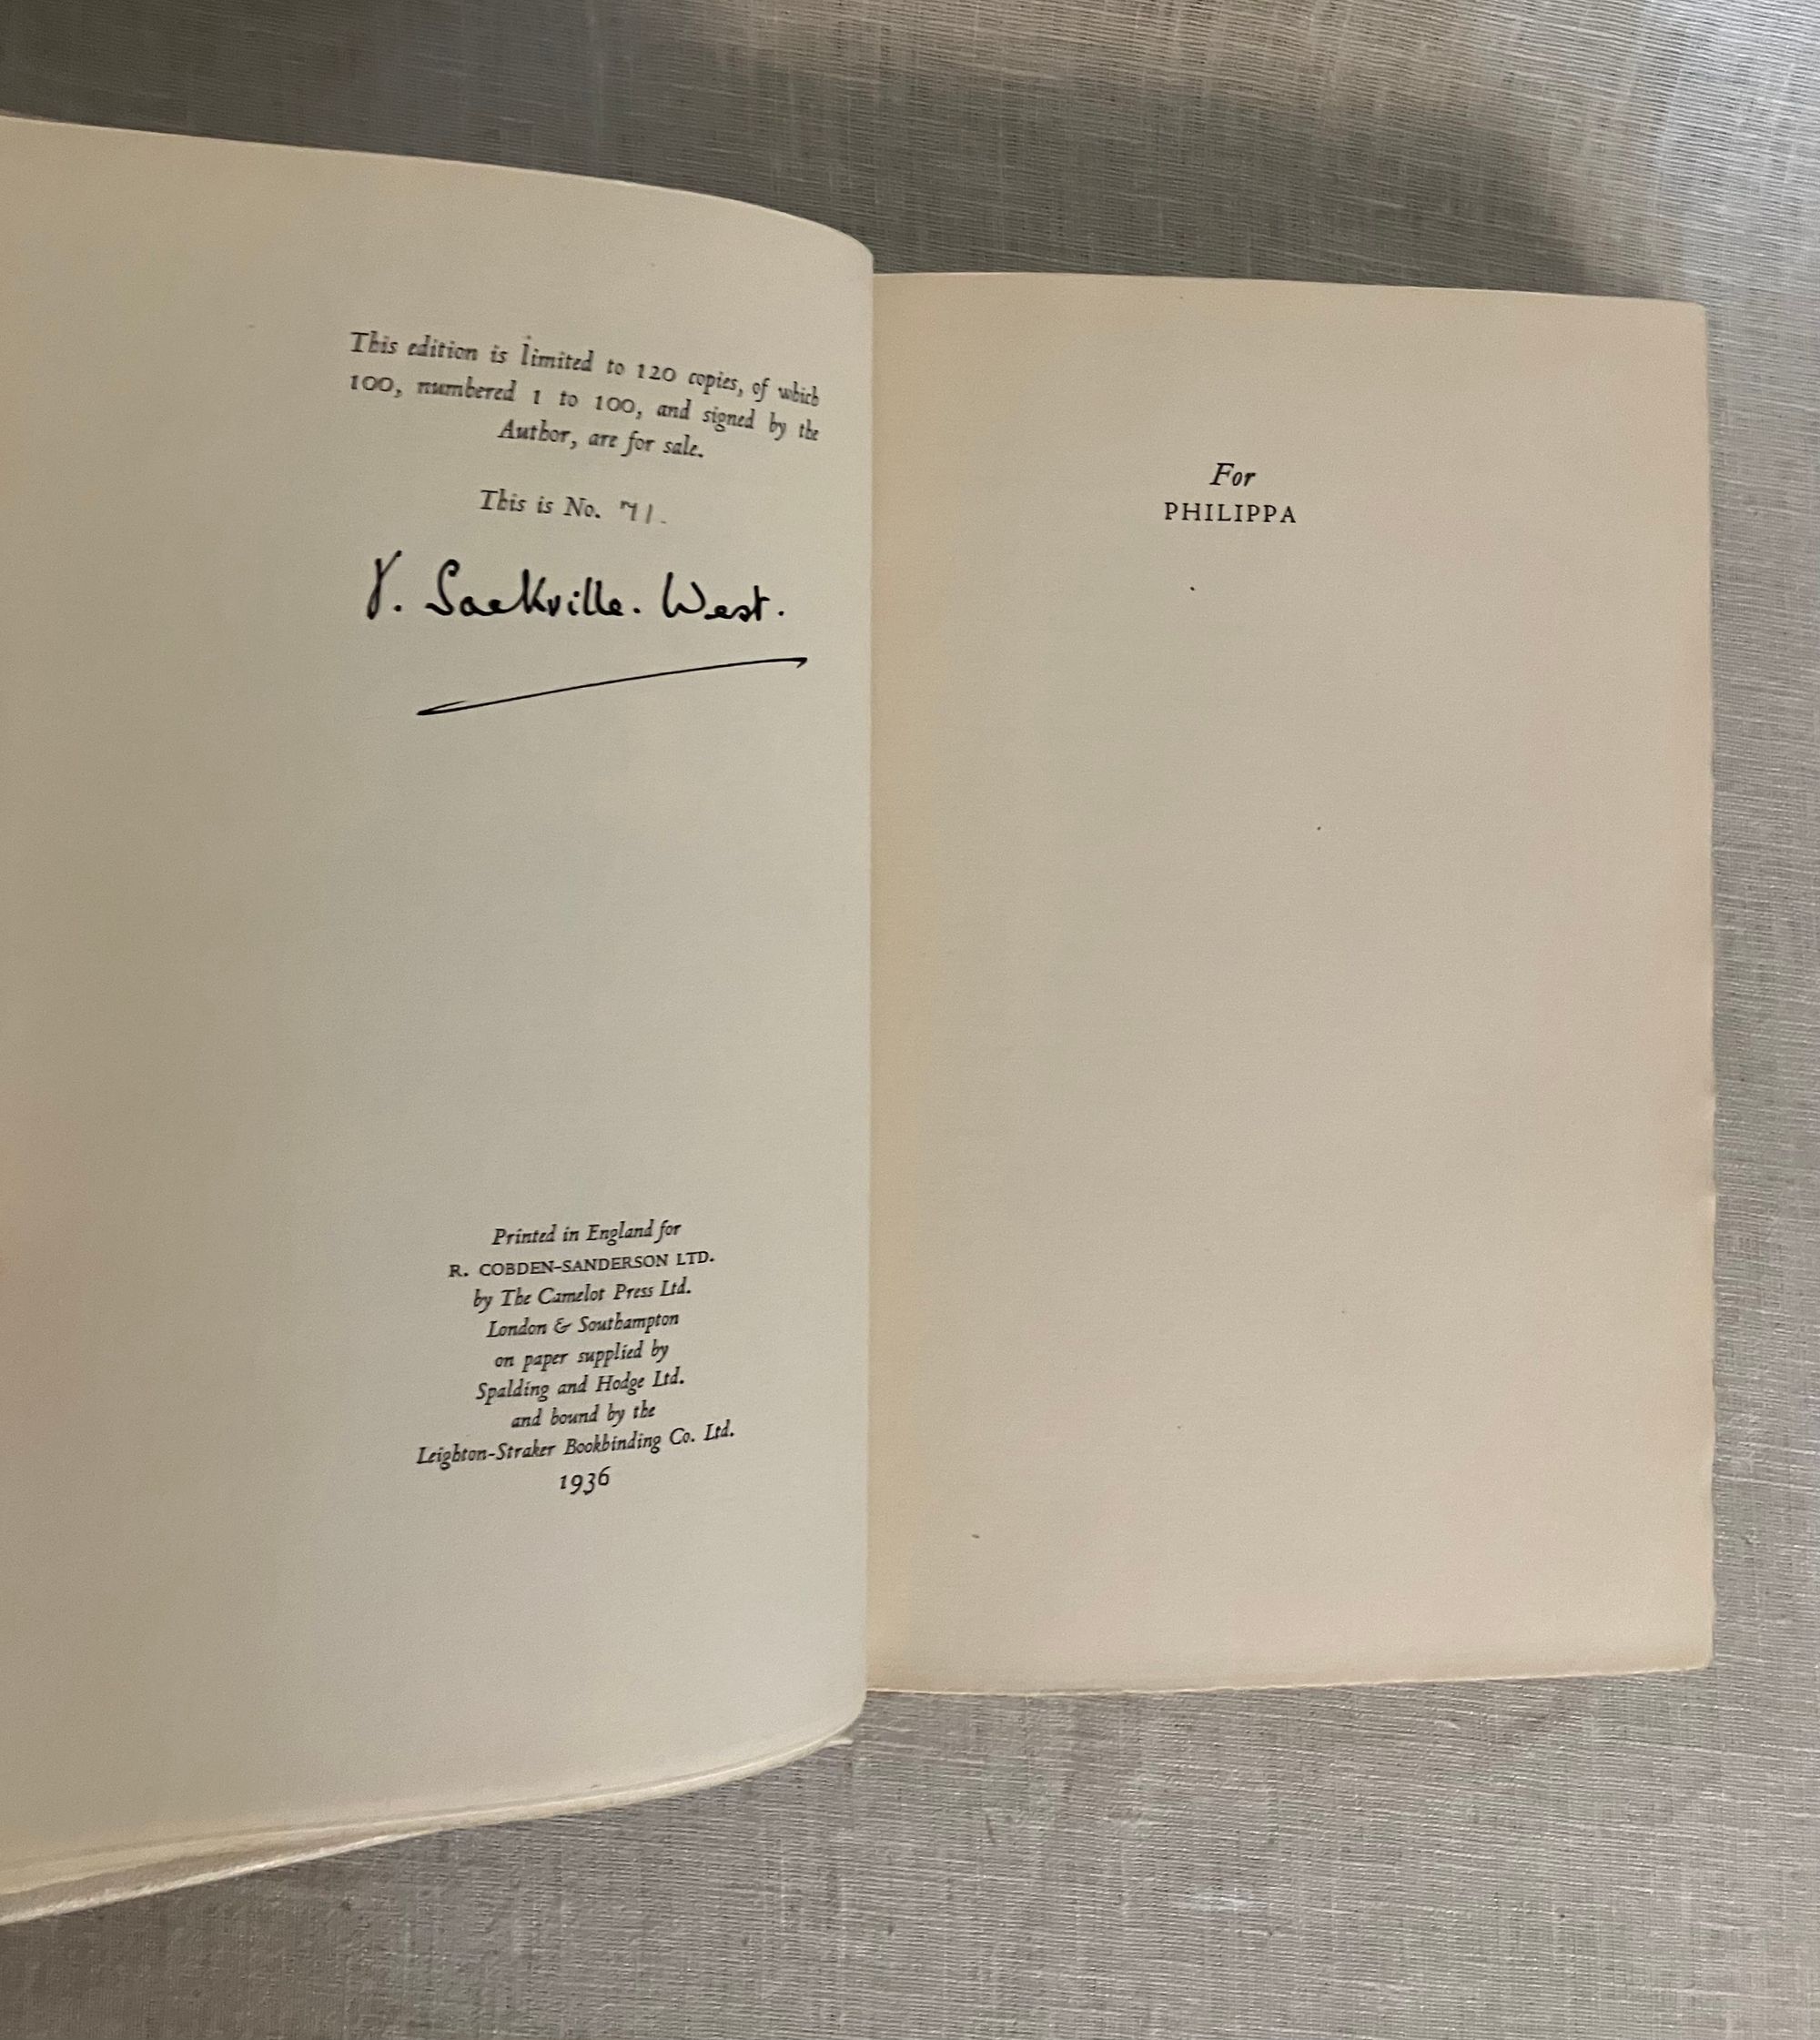 This edition is limited to 120 copies, of which
100, numbered 1 to 100, and signed by the
Author, are for sale.
This is No. 71.
V. Sackville-West.
Printed in England for
R. COBDEN-SANDERSON LTD.
by The Camelot Press Ltd.
London & Southampton
on paper supplied by
Spalding and Hodge Ltd.
and bound by the
Leighton-Straker Bookbinding Co. Ltd.
1936
For
PHILIPPA